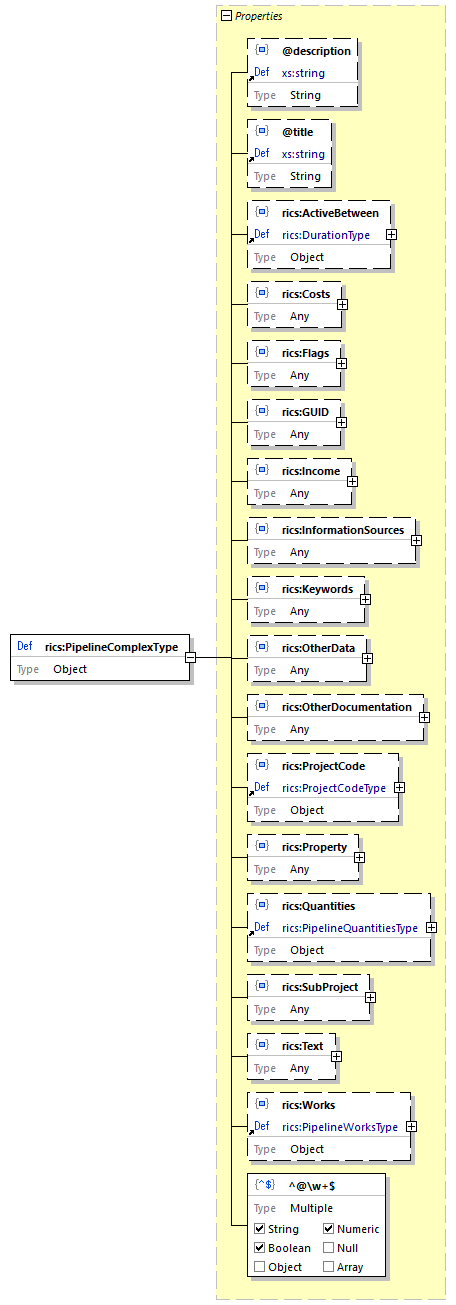 Properties
@description
Def xs:string
Type String
@title
Def xs:string
Type String
rics:ActiveBetween
Def rics:DurationType
Type Object
rics:Costs
Type Any
rics:Flags
Type Any
rics:GUID
Type Any
rics:Income
Type Any
rics:InformationSources
Type Any
rics:Keywords
Type Any
Def rics:PipelineComplexType
Type Object
rics:OtherData
Type Any
rics:OtherDocumentation
Type Any
rics:ProjectCode
Def rics:ProjectCodeType
Type Object
rics:Property
Type Any
rics:Quantities
Def rics:PipelineQuantitiesType
Type Object
rics:SubProject
Type Any
rics:Text
Type Any
rics:Works
Def rics:PipelineWorksType
Type Object
{^$} ^@\w+$
Type Multiple
String Numeric
Boolean Null
Object Array